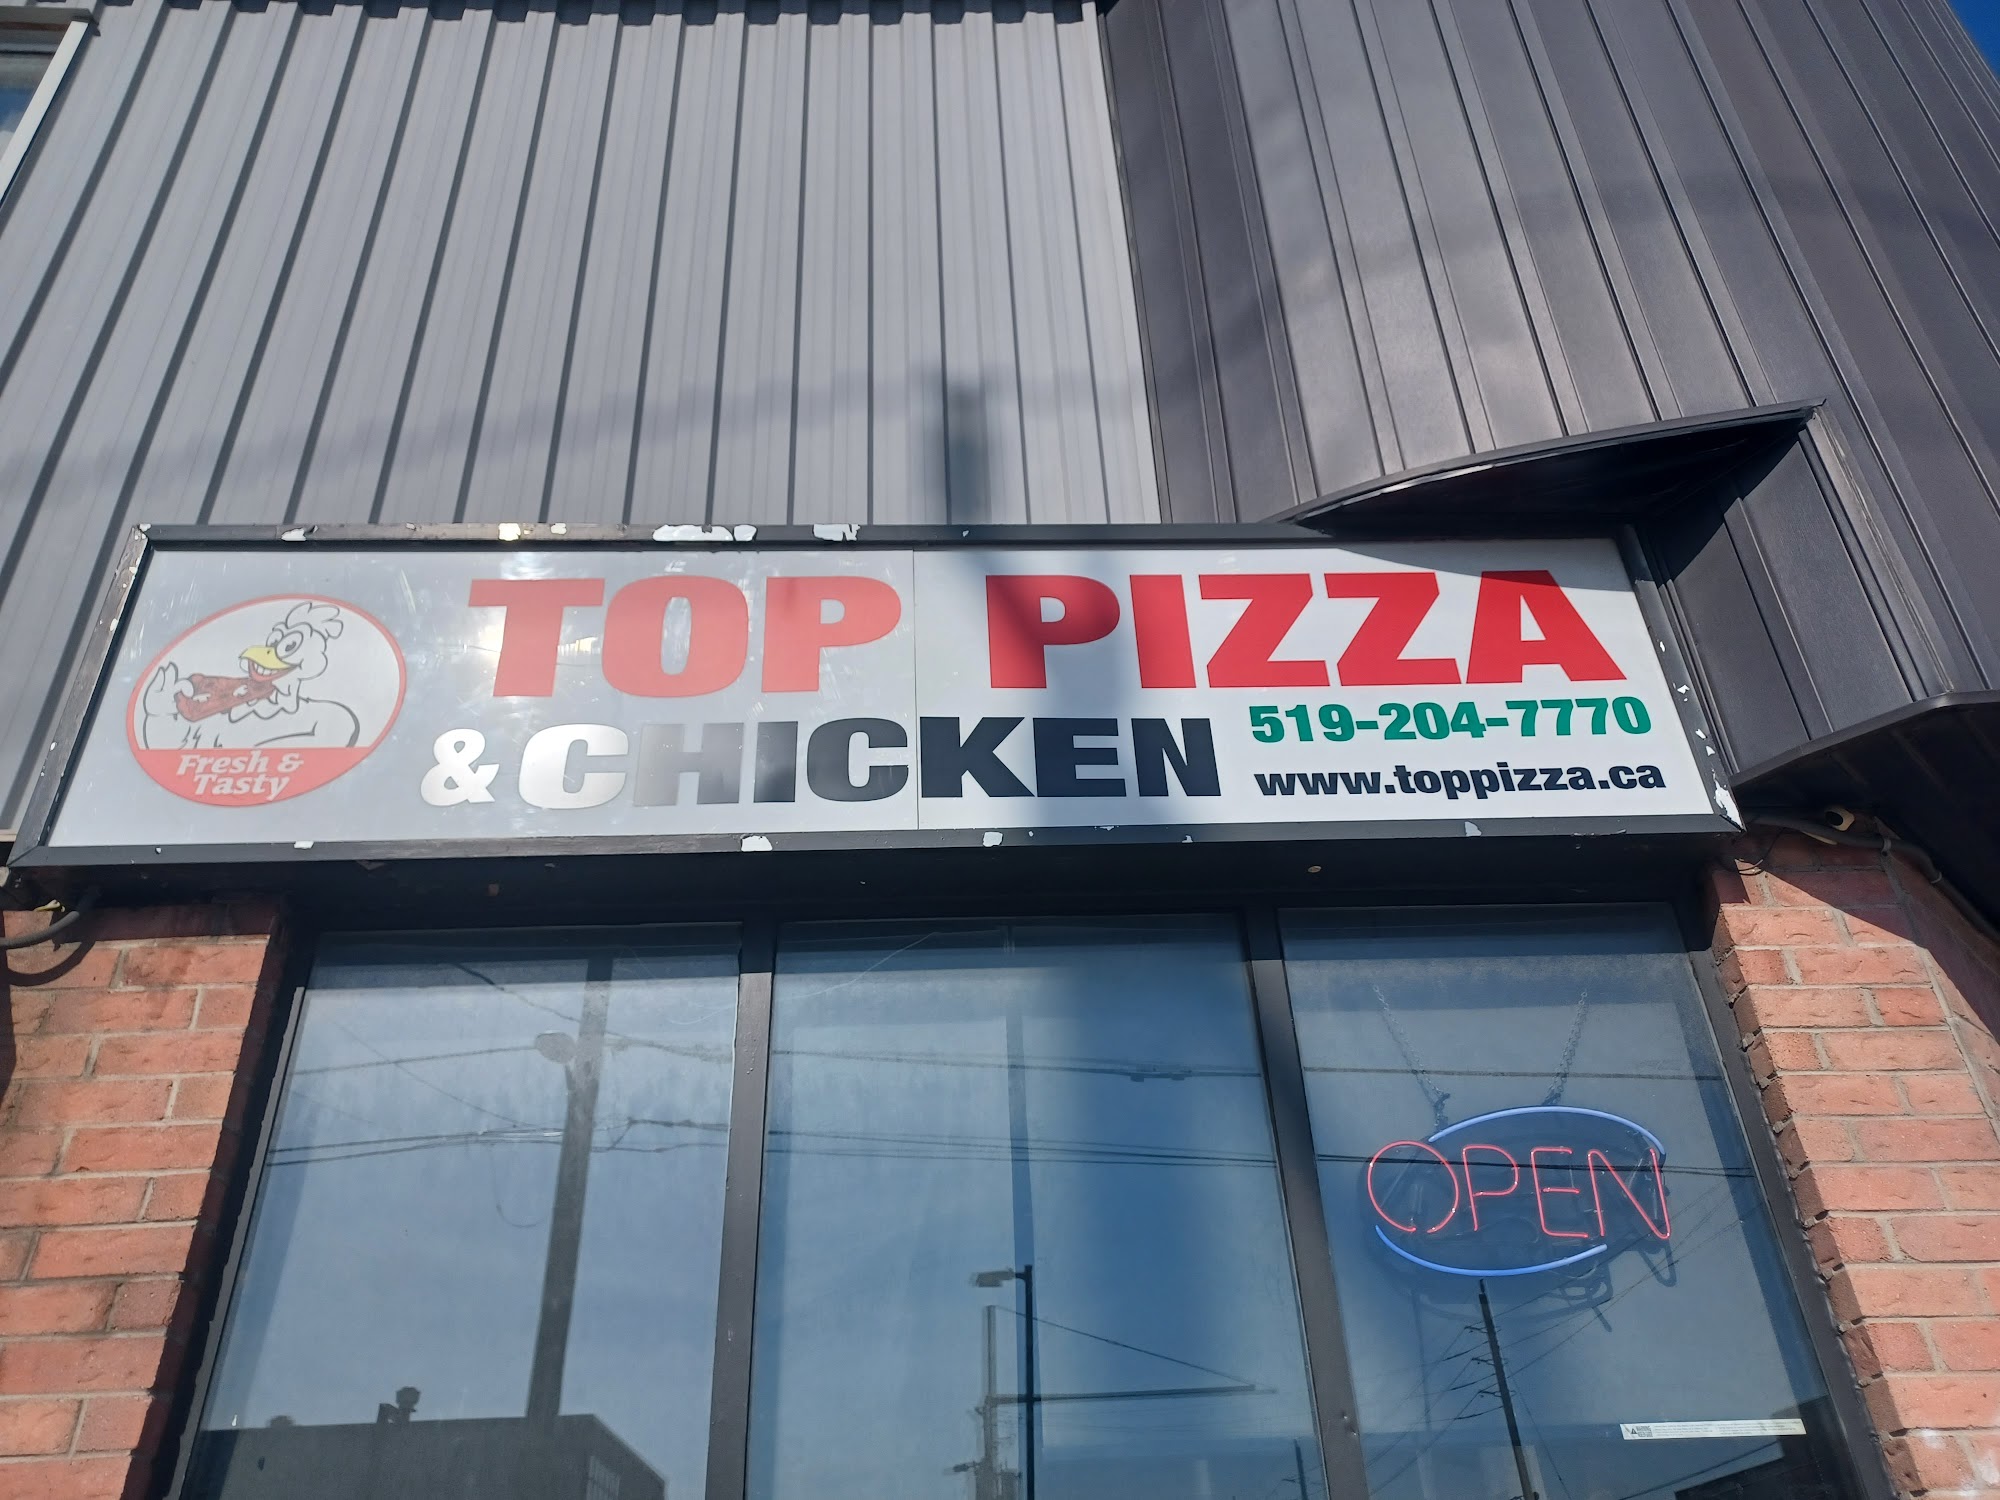 TOP PIZZA
& CHICKEN
519-204-7770
www.toppizza.ca
Fresh &
Tasty
OPEN